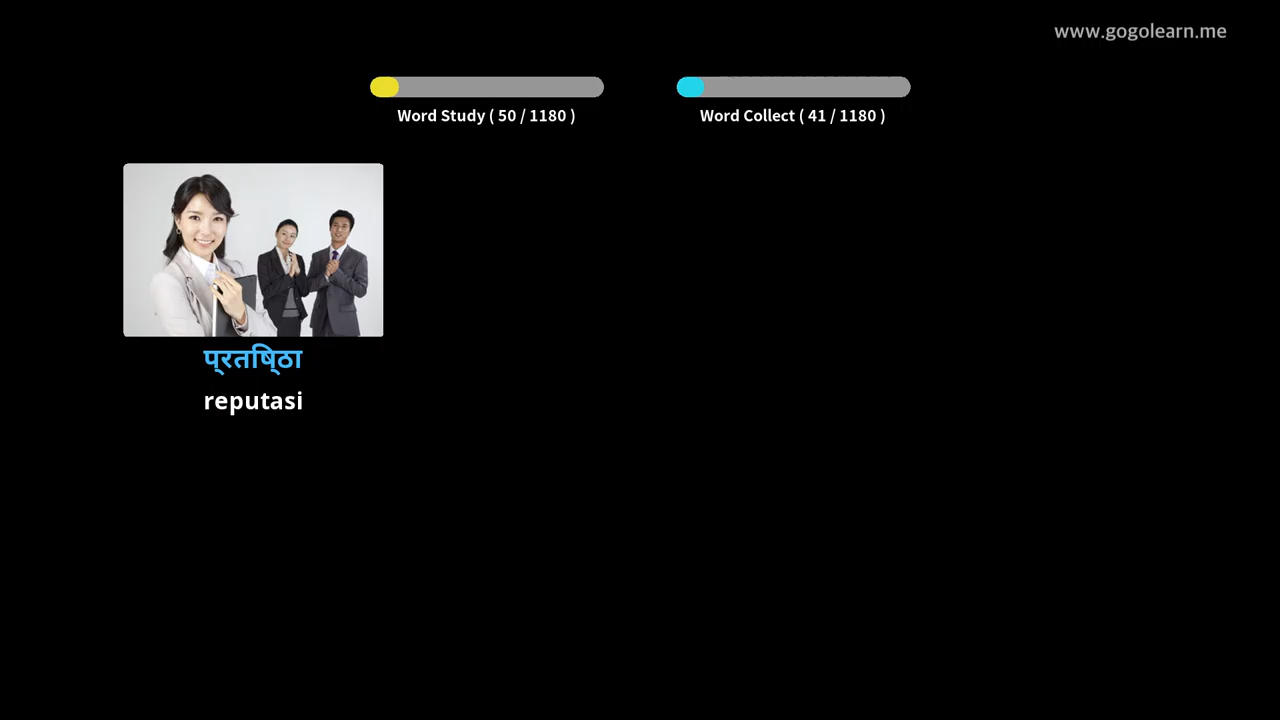 www.gogolearn.me
Word Study ( 50 / 1180 )
Word Collect ( 41 / 1180 )
प्रतिष्ठा
reputasi